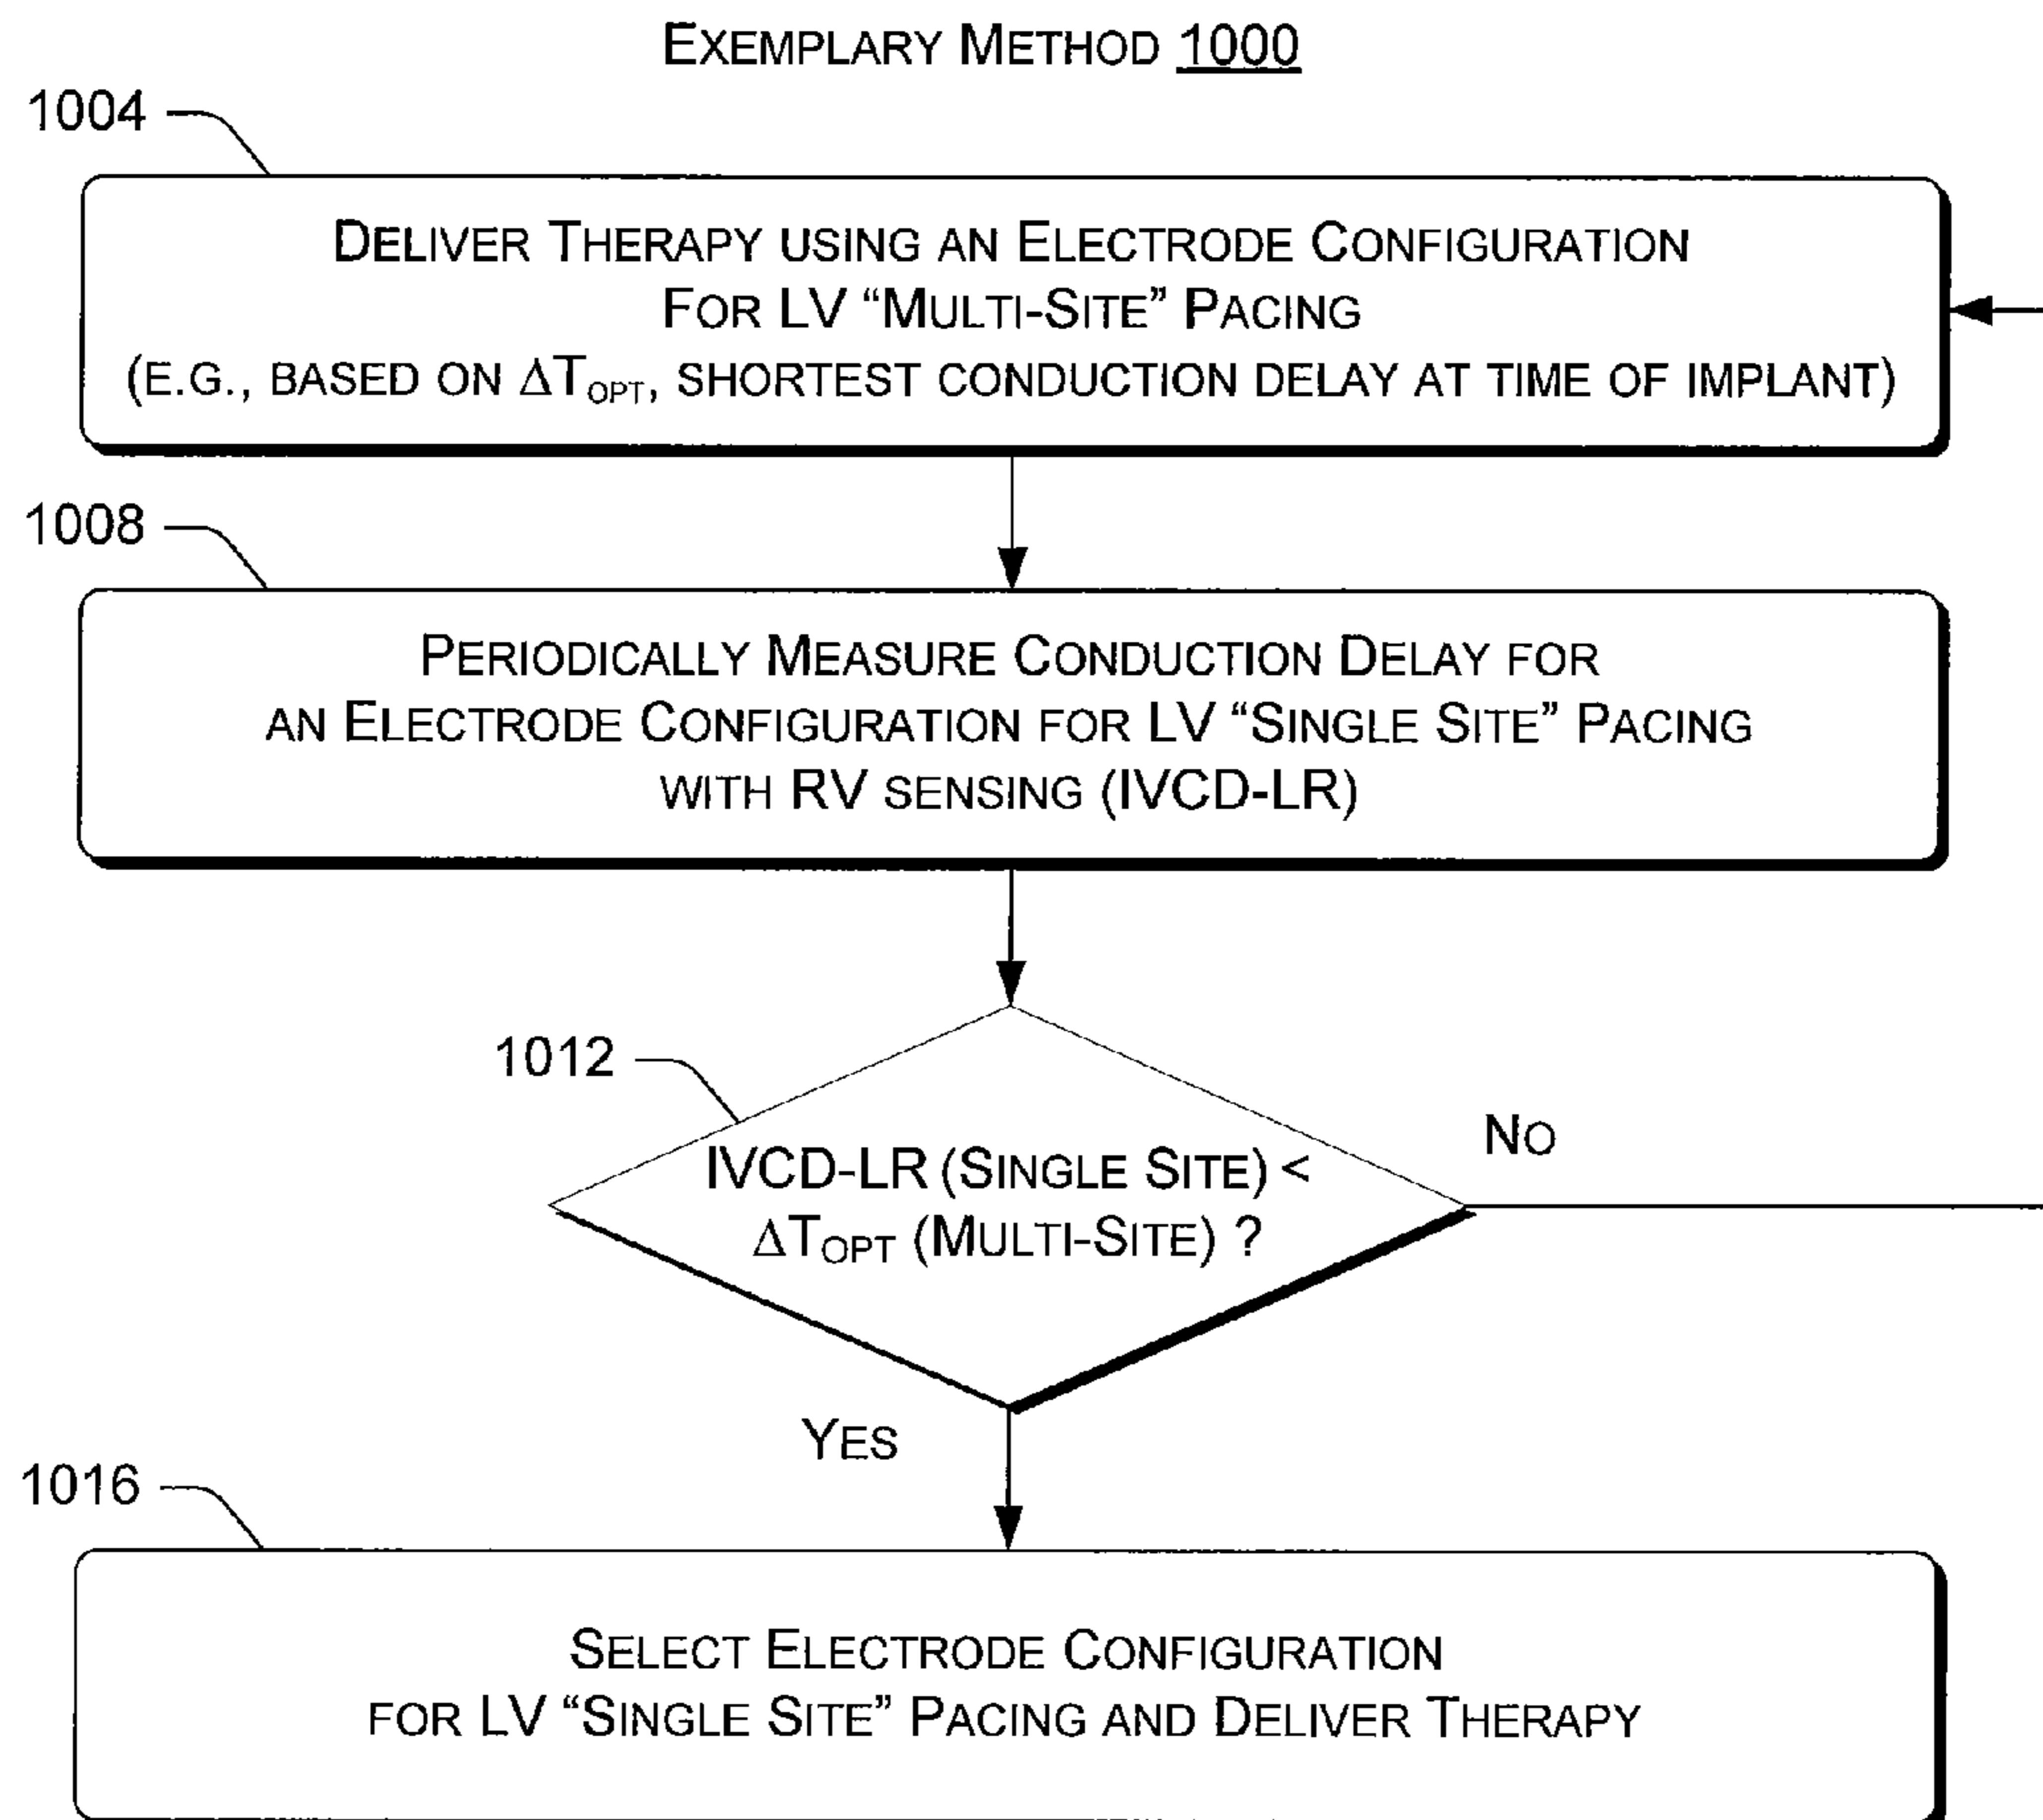 EXEMPLARY METHOD 1000
1004
DELIVER THERAPY USING AN ELECTRODE CONFIGURATION
FOR LV “MULTI-SITE” PACING
(E.G., BASED ON ΔTOPT, SHORTEST CONDUCTION DELAY AT TIME OF IMPLANT)
1008
PERIODICALLY MEASURE CONDUCTION DELAY FOR
AN ELECTRODE CONFIGURATION FOR LV “SINGLE SITE” PACING
WITH RV SENSING (IVCD-LR)
1012
IVCD-LR (SINGLE SITE) <
ΔTOPT (MULTI-SITE) ?
NO
YES
1016
SELECT ELECTRODE CONFIGURATION
FOR LV “SINGLE SITE” PACING AND DELIVER THERAPY